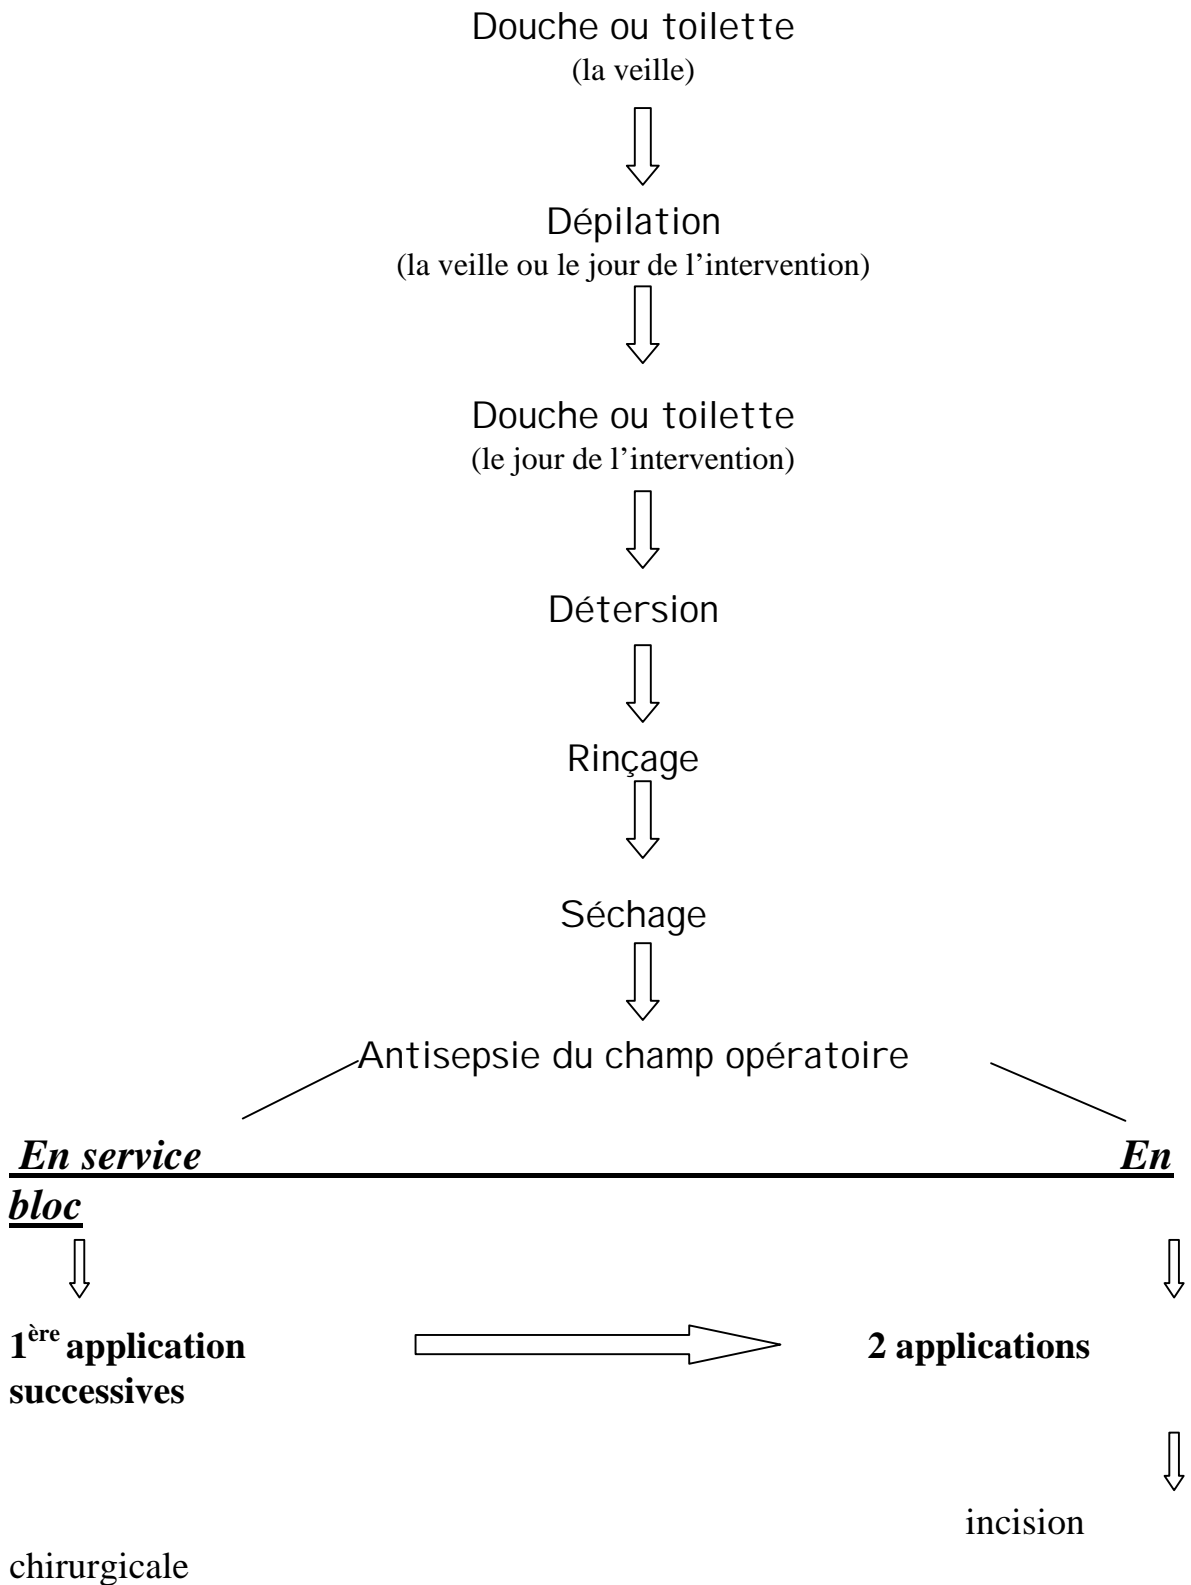 Douche ou toilette
(la veille)
Dépilation
(la veille ou le jour de l’intervention)
Douche ou toilette
(le jour de l’intervention)
Détersion
Rinçage
Séchage
Antisepsie du champ opératoire
En service En
bloc
1ère application 2 applications
successives
incision
chirurgicale